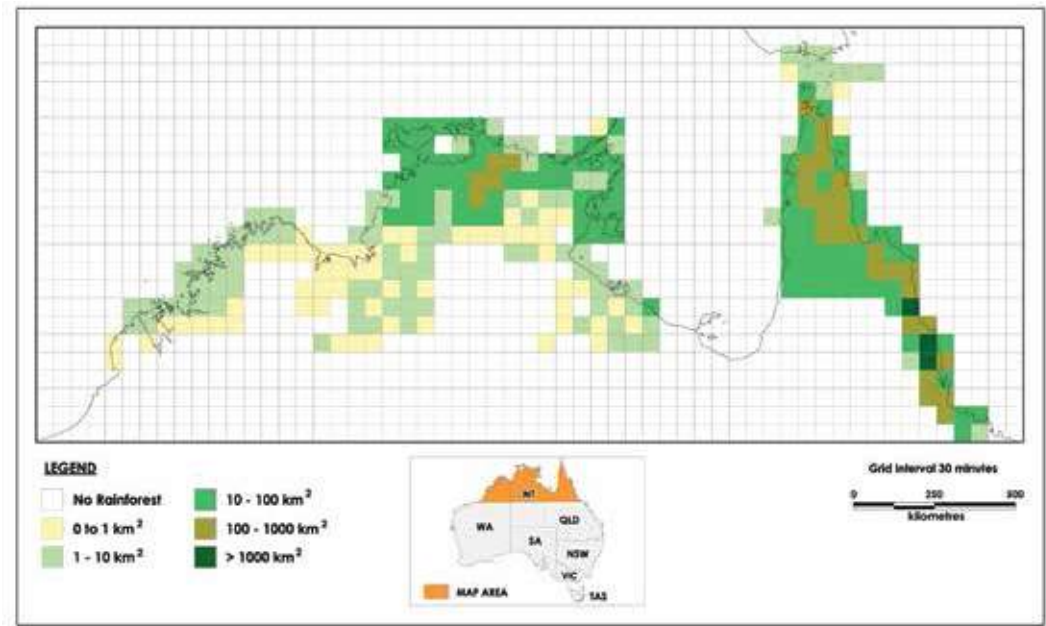 LEGEND
No Rainforest
0 to 1 km²
1 - 10 km²
10 - 100 km²
100 - 1000 km²
> 1000 km²
NT
WA
QLD
SA
NSW
VIC
TAS
MAP AREA
Grid Interval 30 minutes
0 250 500
kilometres